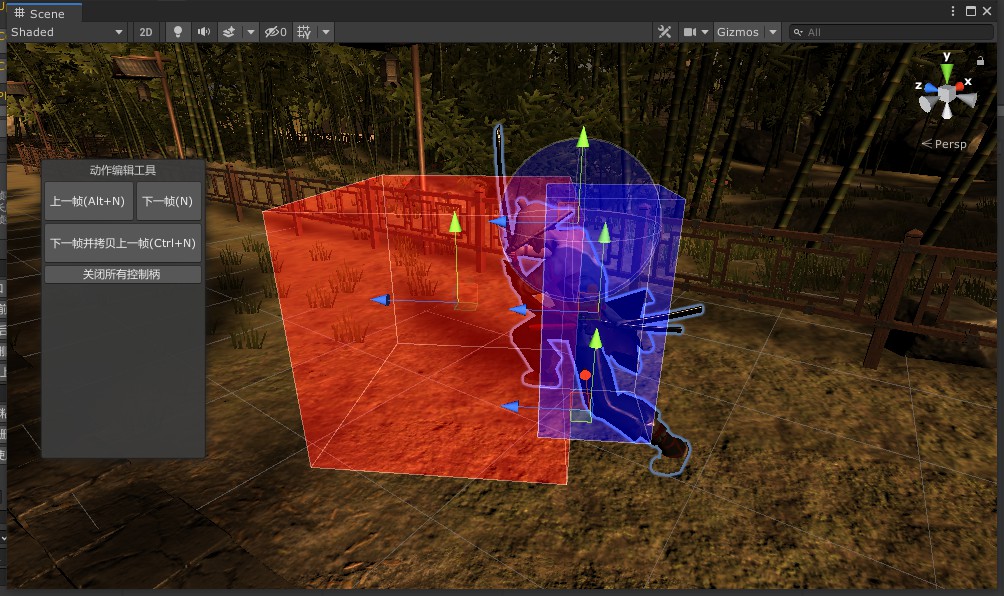 Scene
Shaded
2D
0
Gizmos
All
y
z
x
Persp
动作编辑工具
上一帧(Alt+N)
下一帧(N)
下一帧并拷贝上一帧(Ctrl+N)
关闭所有控制柄